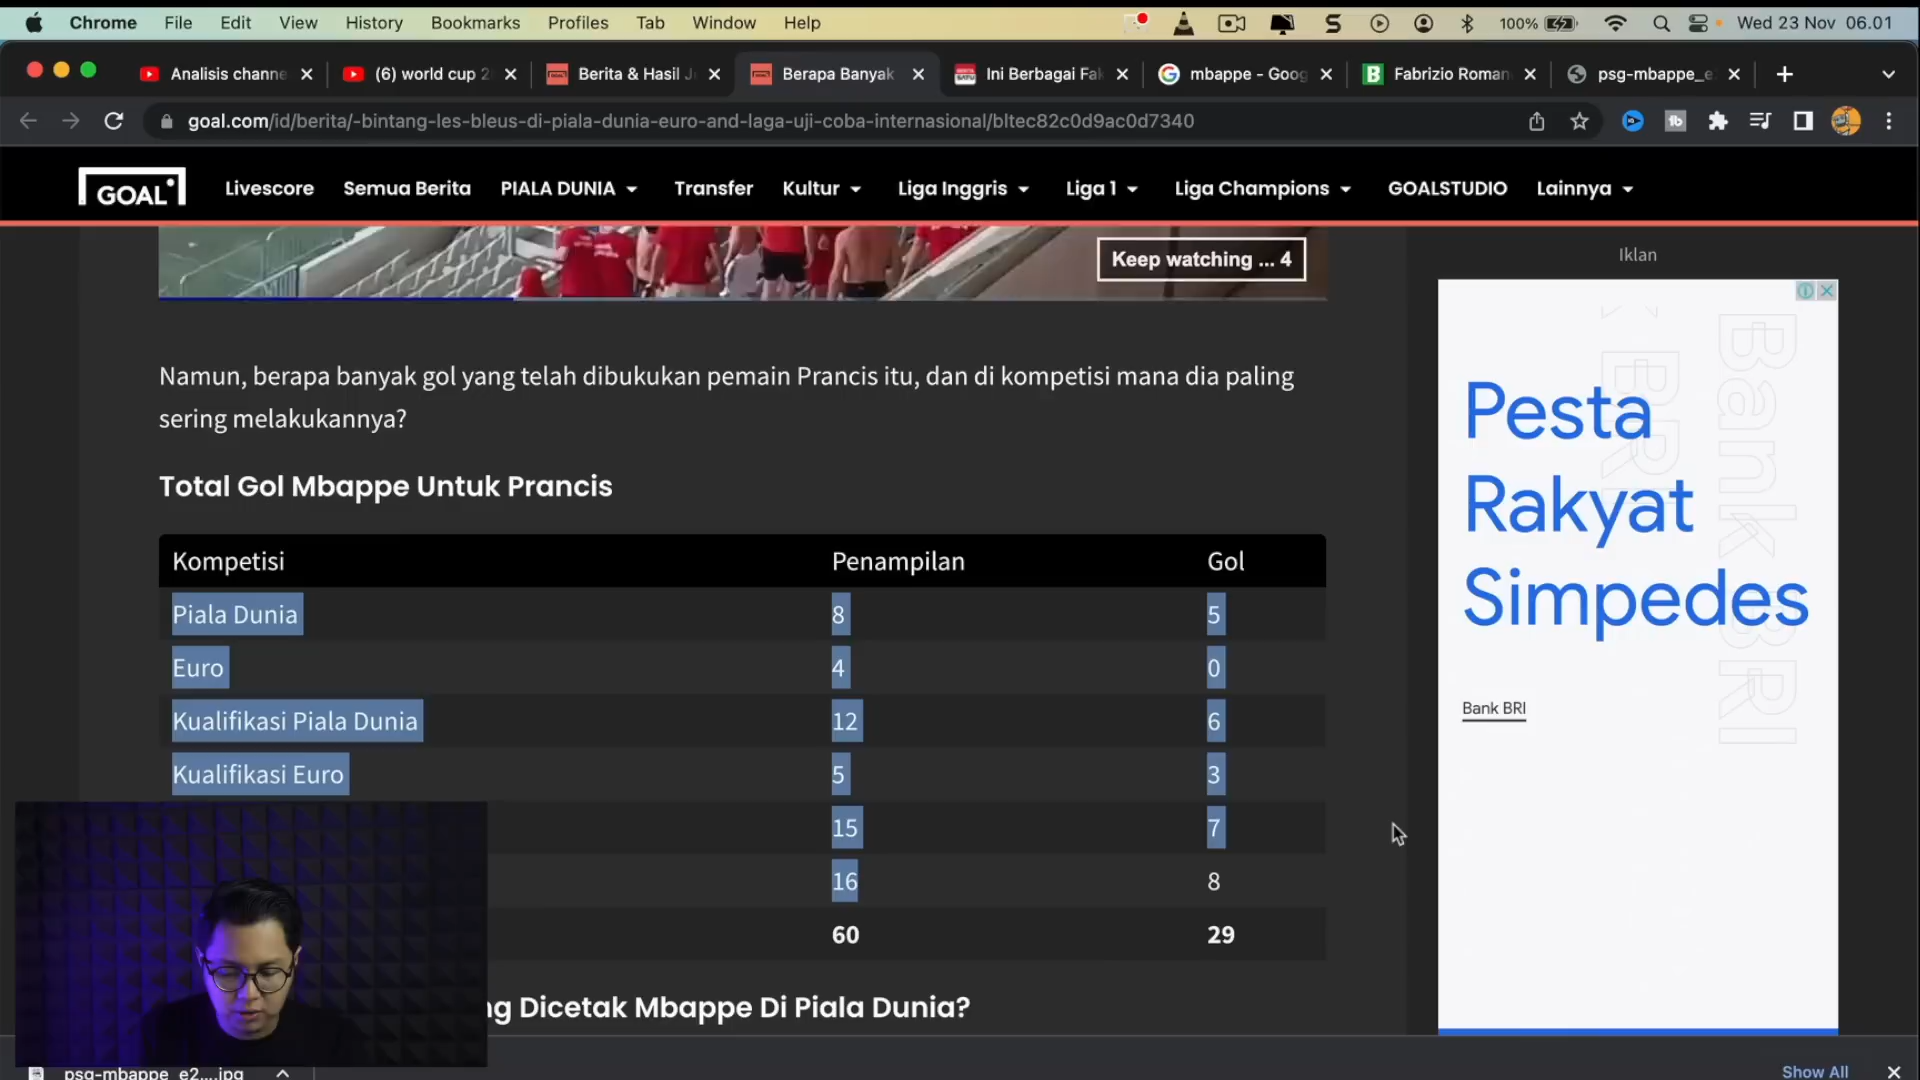 Chrome File Edit View History Bookmarks Profiles Tab Window Help 100% Wed 23 Nov 06.01
Analisis channe (6) world cup 2 Berita & Hasil J Berapa Banyak Ini Berbagai Fak mbappe - Goog Fabrizio Roman psg-mbappe_e
goal.com/id/berita/-bintang-les-bleus-di-piala-dunia-euro-and-laga-uji-coba-internasional/bltec82c0d9ac0d7340
GOAL Livescore Semua Berita PIALA DUNIA Transfer Kultur Liga Inggris Liga 1 Liga Champions GOALSTUDIO Lainnya
Keep watching ... 4
Iklan
Namun, berapa banyak gol yang telah dibukukan pemain Prancis itu, dan di kompetisi mana dia paling
sering melakukannya?
Total Gol Mbappe Untuk Prancis
Kompetisi Penampilan Gol
Piala Dunia 8 5
Euro 4 0
Kualifikasi Piala Dunia 12 6
Kualifikasi Euro 5 3
15 7
16 8
60 29
ng Dicetak Mbappe Di Piala Dunia?
Pesta
Rakyat
Simpedes
Bank BRI
Bank BRI
BRI
psg-mbappe_e2....jpg
Show All